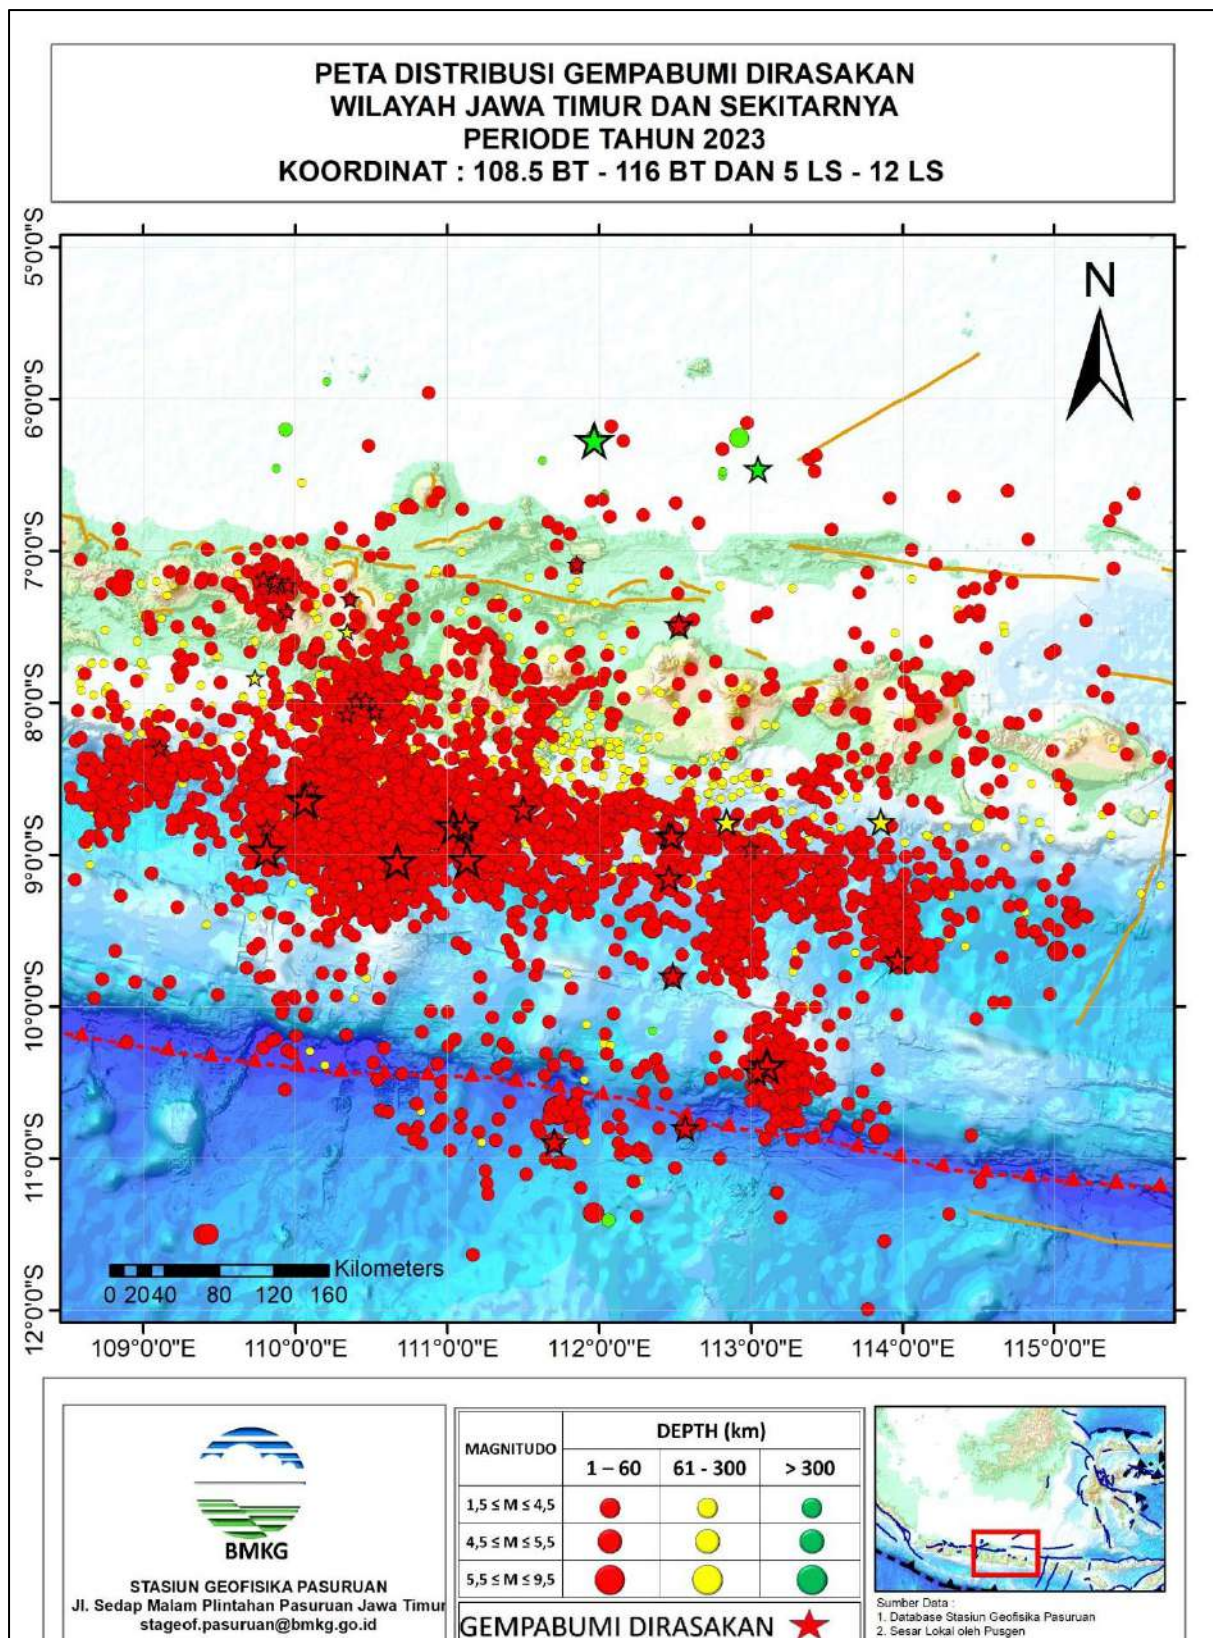 PETA DISTRIBUSI GEMPABUMI DIRASAKAN
WILAYAH JAWA TIMUR DAN SEKITARNYA
PERIODE TAHUN 2023
KOORDINAT : 108.5 BT - 116 BT DAN 5 LS - 12 LS
N
5°0'0"S
6°0'0"S
7°0'0"S
8°0'0"S
9°0'0"S
10°0'0"S
11°0'0"S
12°0'0"S
Kilometers
0 20 40 80 120 160
109°0'0"E 110°0'0"E 111°0'0"E 112°0'0"E 113°0'0"E 114°0'0"E 115°0'0"E
BMKG
STASIUN GEOFISIKA PASURUAN
Jl. Sedap Malam Plintahan Pasuruan Jawa Timur
stageof.pasuruan@bmkg.go.id
MAGNITUDO
DEPTH (km)
1 – 60 61 - 300 > 300
1,5 ≤ M ≤ 4,5
4,5 ≤ M ≤ 5,5
5,5 ≤ M ≤ 9,5
GEMPABUMI DIRASAKAN
Sumber Data :
1. Database Stasiun Geofisika Pasuruan
2. Sesar Lokal oleh Pusgen